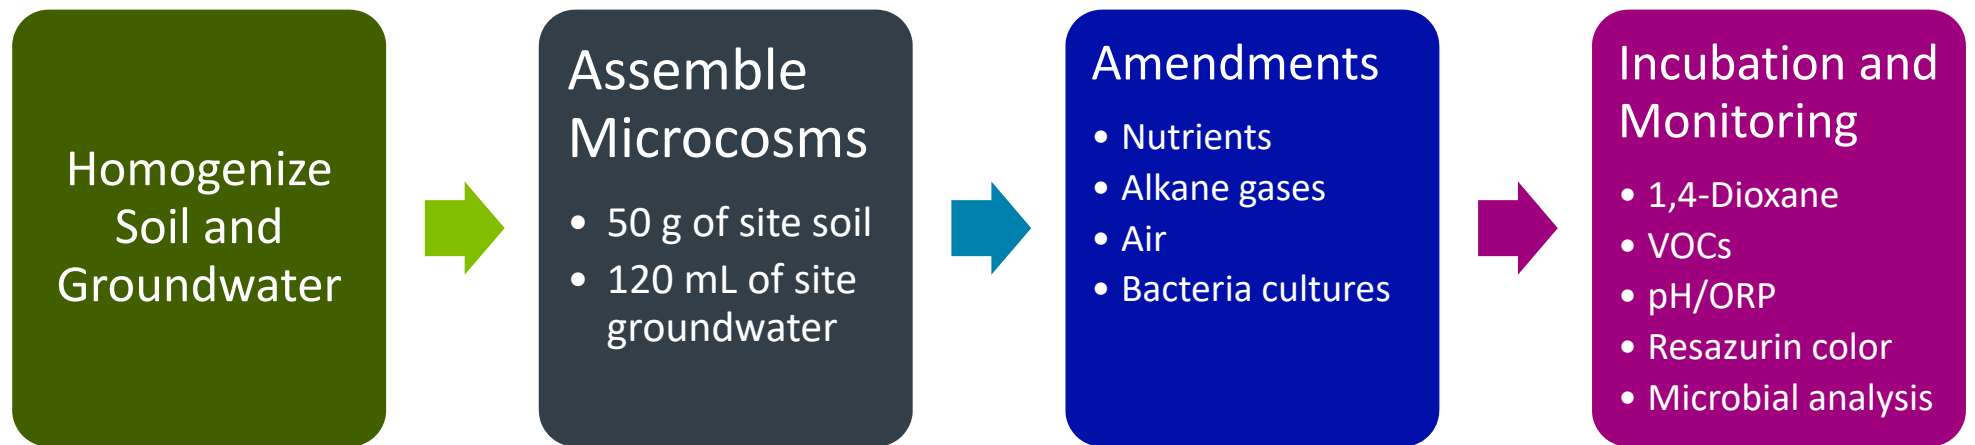 Homogenize
Soil and
Groundwater
Assemble
Microcosms
• 50 g of site soil
• 120 mL of site
groundwater
Amendments
• Nutrients
• Alkane gases
• Air
• Bacteria cultures
Incubation and
Monitoring
• 1,4-Dioxane
• VOCs
• pH/ORP
• Resazurin color
• Microbial analysis